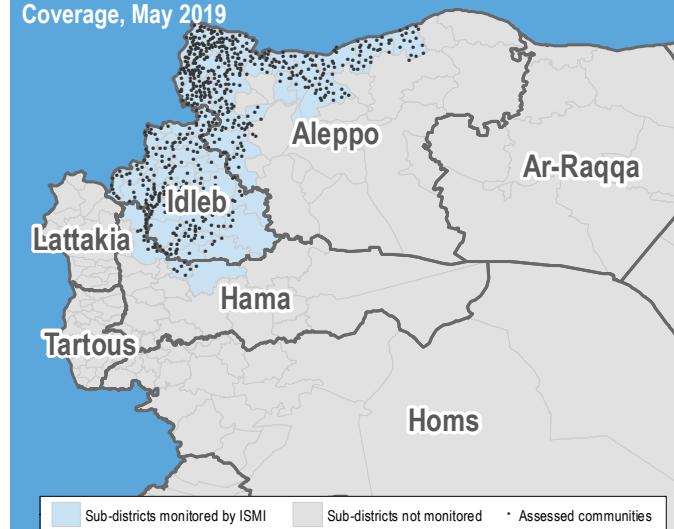 Coverage, May 2019
Aleppo
Ar-Raqqa
Idleb
Lattakia
Hama
Tartous
Homs
Sub-districts monitored by ISMI
Sub-districts not monitored
Assessed communities